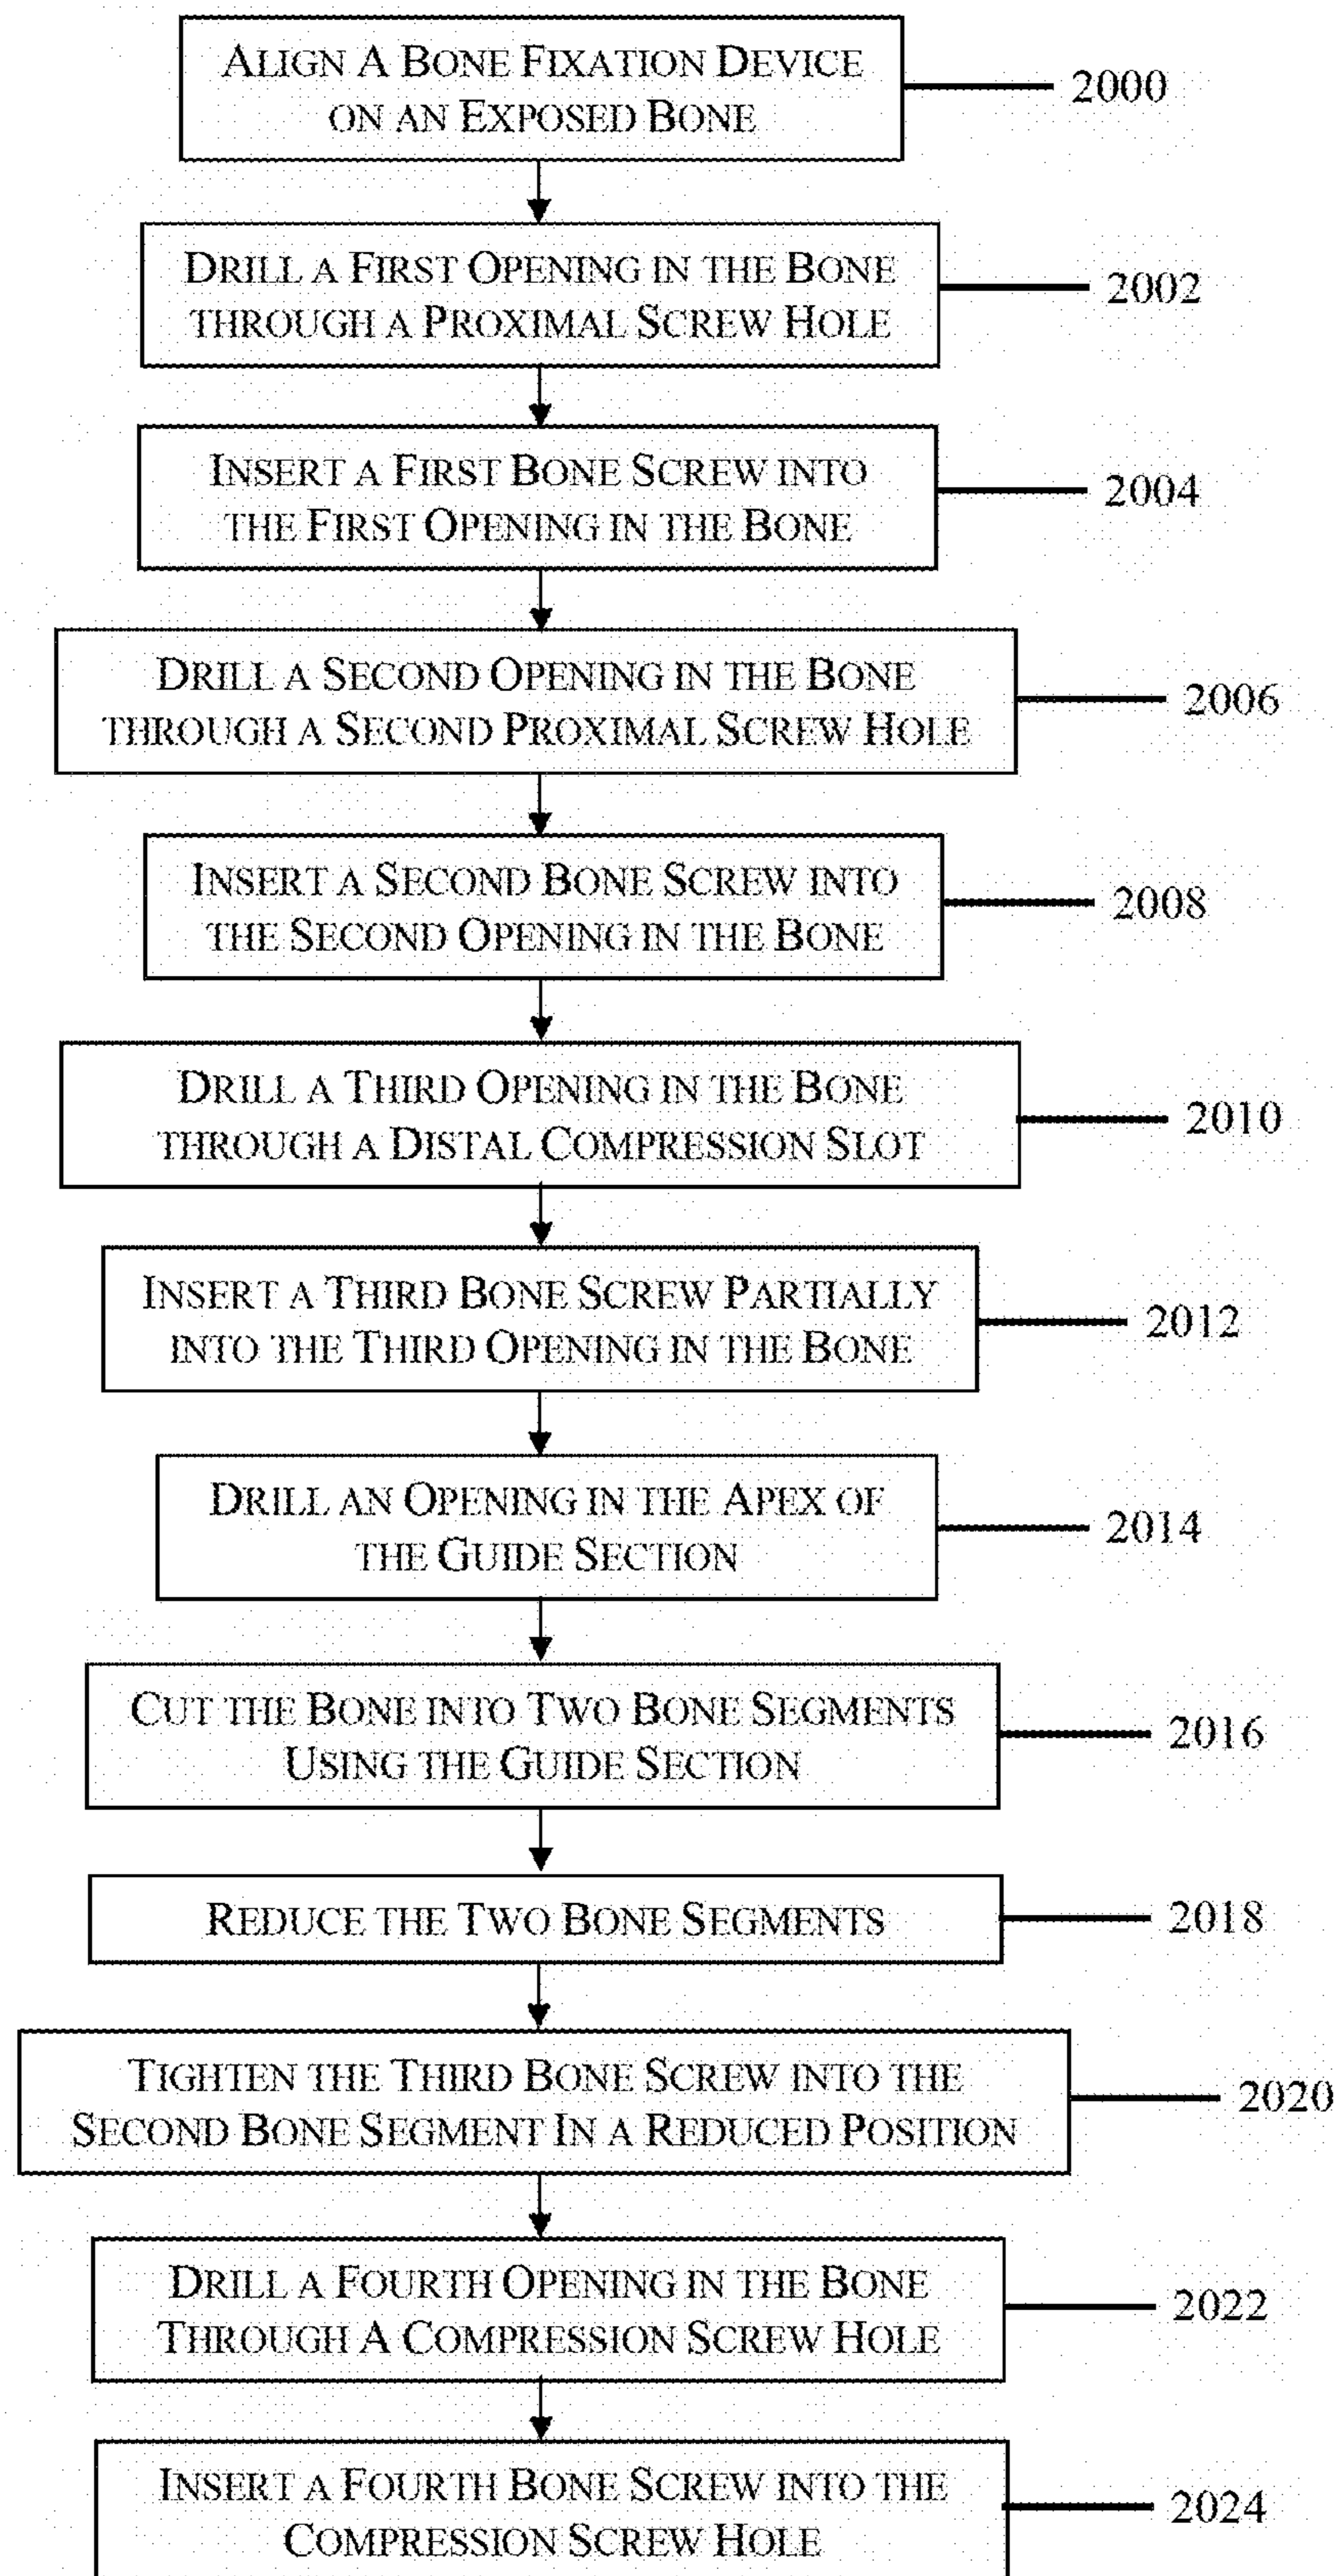 ALIGN A BONE FIXATION DEVICE
ON AN EXPOSED BONE
2000
DRILL A FIRST OPENING IN THE BONE
THROUGH A PROXIMAL SCREW HOLE
2002
INSERT A FIRST BONE SCREW INTO
THE FIRST OPENING IN THE BONE
2004
DRILL A SECOND OPENING IN THE BONE
THROUGH A SECOND PROXIMAL SCREW HOLE
2006
INSERT A SECOND BONE SCREW INTO
THE SECOND OPENING IN THE BONE
2008
DRILL A THIRD OPENING IN THE BONE
THROUGH A DISTAL COMPRESSION SLOT
2010
INSERT A THIRD BONE SCREW PARTIALLY
INTO THE THIRD OPENING IN THE BONE
2012
DRILL AN OPENING IN THE APEX OF
THE GUIDE SECTION
2014
CUT THE BONE INTO TWO BONE SEGMENTS
USING THE GUIDE SECTION
2016
REDUCE THE TWO BONE SEGMENTS
2018
TIGHTEN THE THIRD BONE SCREW INTO THE
SECOND BONE SEGMENT IN A REDUCED POSITION
2020
DRILL A FOURTH OPENING IN THE BONE
THROUGH A COMPRESSION SCREW HOLE
2022
INSERT A FOURTH BONE SCREW INTO THE
COMPRESSION SCREW HOLE
2024